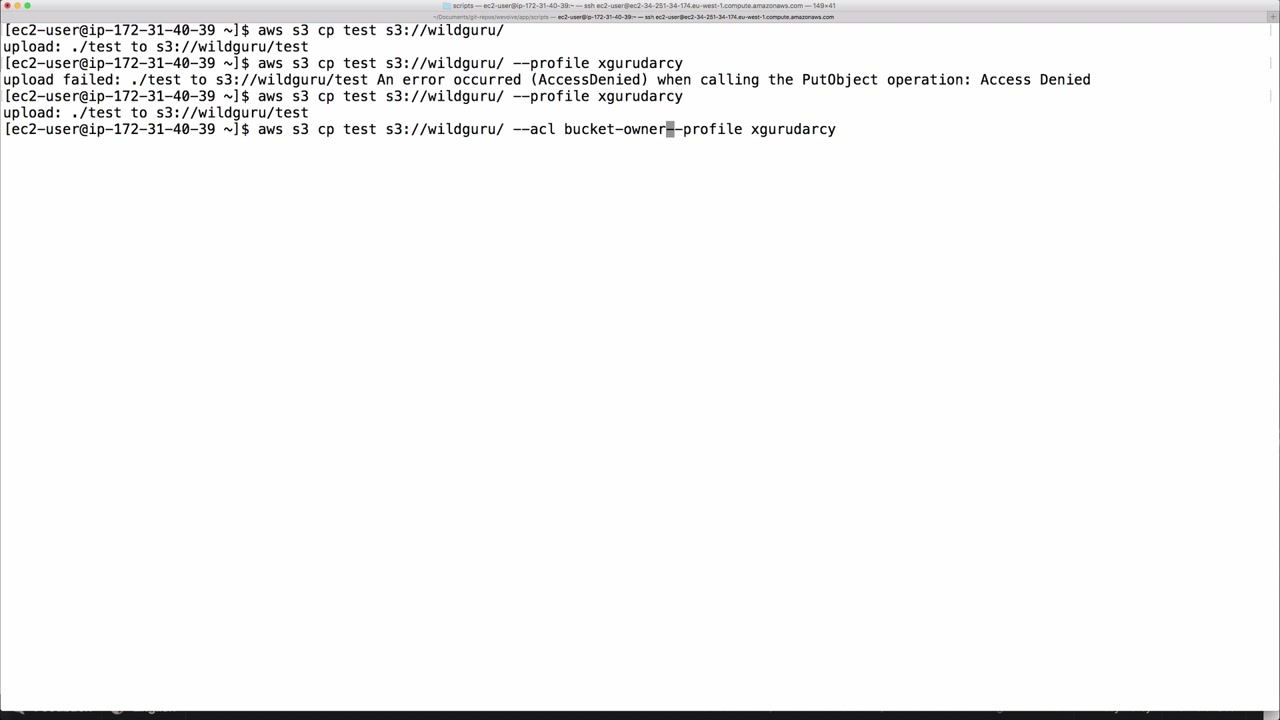 scripts — ec2-user@ip-172-31-40-39:~ — ssh ec2-user@ec2-34-251-34-174.eu-west-1.compute.amazonaws.com — 149×41
~/Documents/git-repos/wevolve/app/scripts — ec2-user@ip-172-31-40-39:~ — ssh ec2-user@ec2-34-251-34-174.eu-west-1.compute.amazonaws.com
[ec2-user@ip-172-31-40-39 ~]$ aws s3 cp test s3://wildguru/
upload: ./test to s3://wildguru/test
[ec2-user@ip-172-31-40-39 ~]$ aws s3 cp test s3://wildguru/ --profile xgurudarcy
upload failed: ./test to s3://wildguru/test An error occurred (AccessDenied) when calling the PutObject operation: Access Denied
[ec2-user@ip-172-31-40-39 ~]$ aws s3 cp test s3://wildguru/ --profile xgurudarcy
upload: ./test to s3://wildguru/test
[ec2-user@ip-172-31-40-39 ~]$ aws s3 cp test s3://wildguru/ --acl bucket-owner--profile xgurudarcy